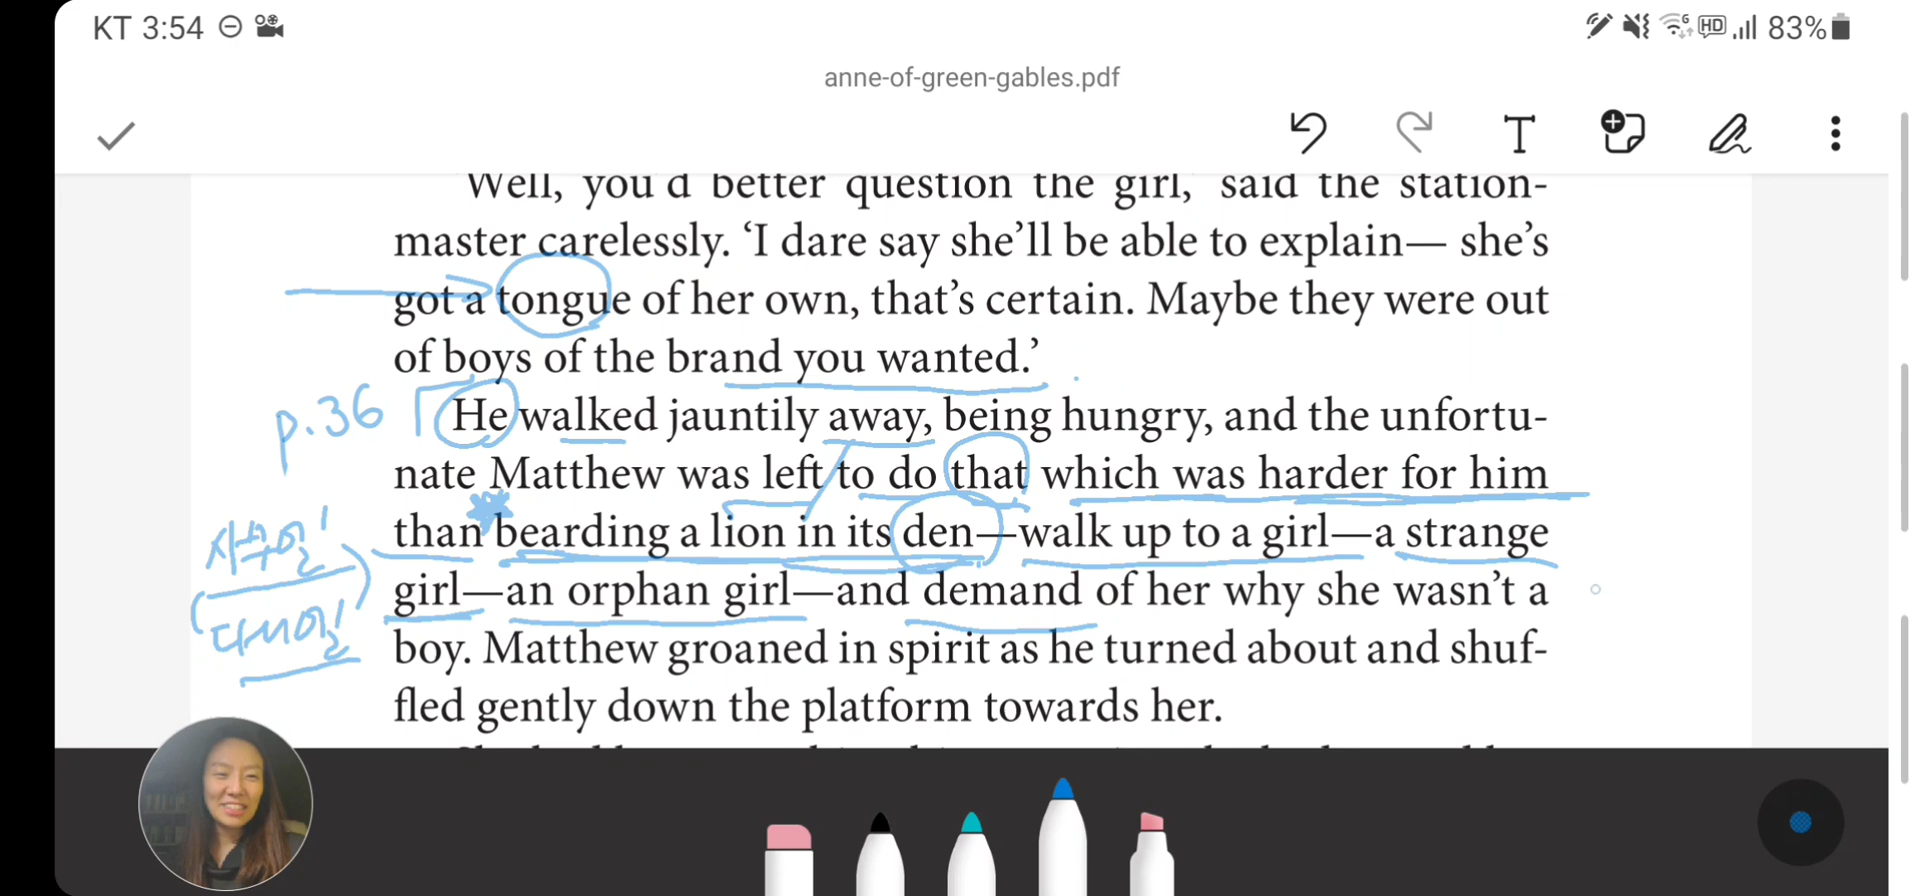 KT 3:54 HD 83%
anne-of-green-gables.pdf
T
'Well, you'd better question the girl,' said the station-
master carelessly. ‘I dare say she’ll be able to explain— she’s
got a tongue of her own, that’s certain. Maybe they were out
of boys of the brand you wanted.’
p.36
He walked jauntily away, being hungry, and the unfortu-
nate Matthew was left to do that which was harder for him
than bearding a lion in its den—walk up to a girl—a strange
girl—an orphan girl—and demand of her why she wasn’t a
boy. Matthew groaned in spirit as he turned about and shuf-
fled gently down the platform towards her.